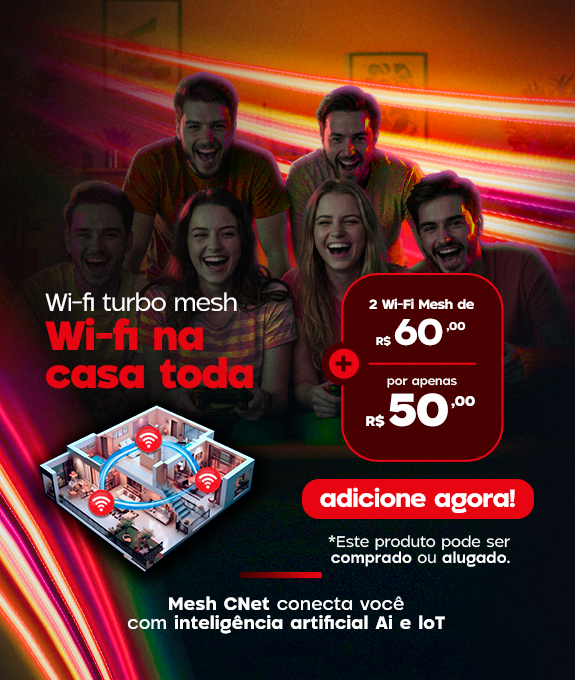 Wi-fi turbo mesh
Wi-fi na
casa toda
2 Wi-Fi Mesh de
R$ 60,00
+
por apenas
R$ 50,00
adicione agora!
*Este produto pode ser
comprado ou alugado.
Mesh CNet conecta você
com inteligência artificial Ai e IoT